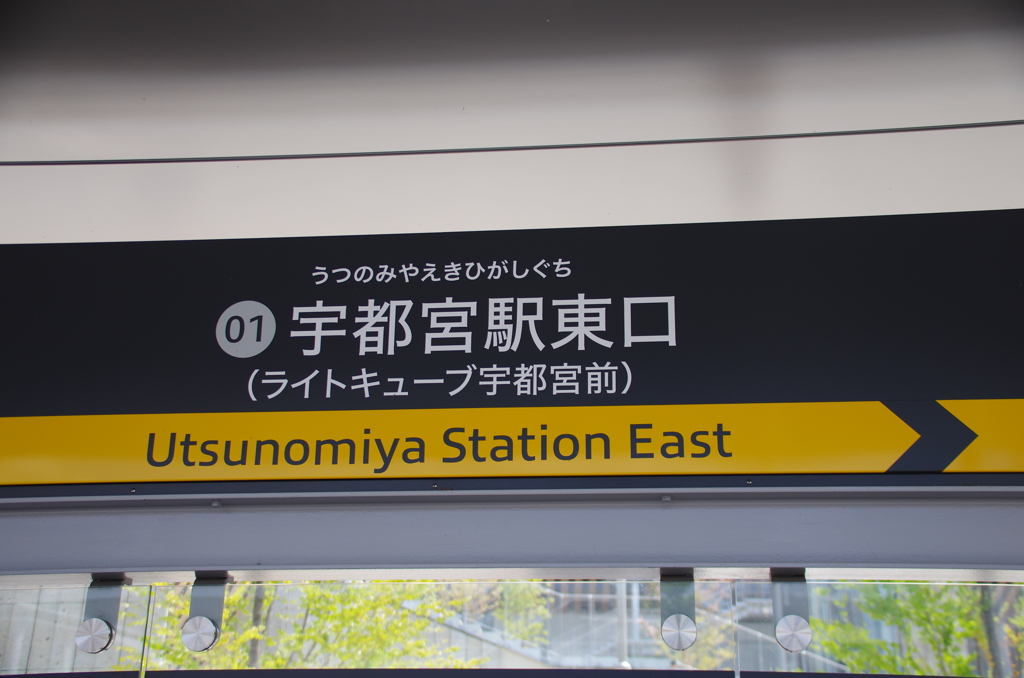 うつのみやえきひがしぐち
01 宇都宮駅東口
(ライトキューブ宇都宮前)
Utsunomiya Station East